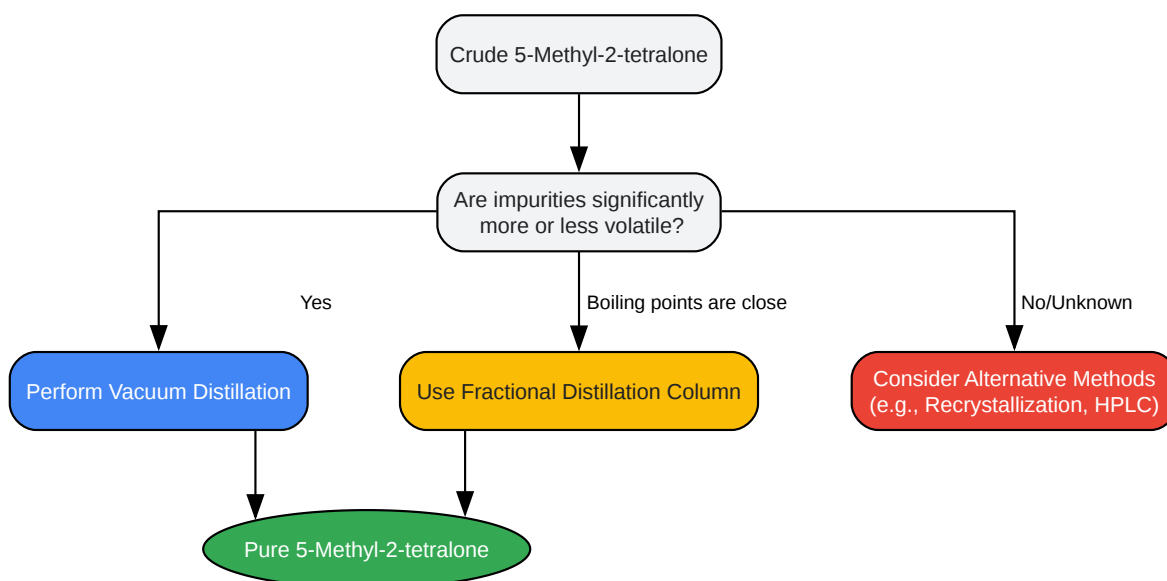 Crude 5-Methyl-2-tetralone
Are impurities significantly
more or less volatile?
Yes
Boiling points are close
No/Unknown
Perform Vacuum Distillation
Use Fractional Distillation Column
Consider Alternative Methods
(e.g., Recrystallization, HPLC)
Pure 5-Methyl-2-tetralone